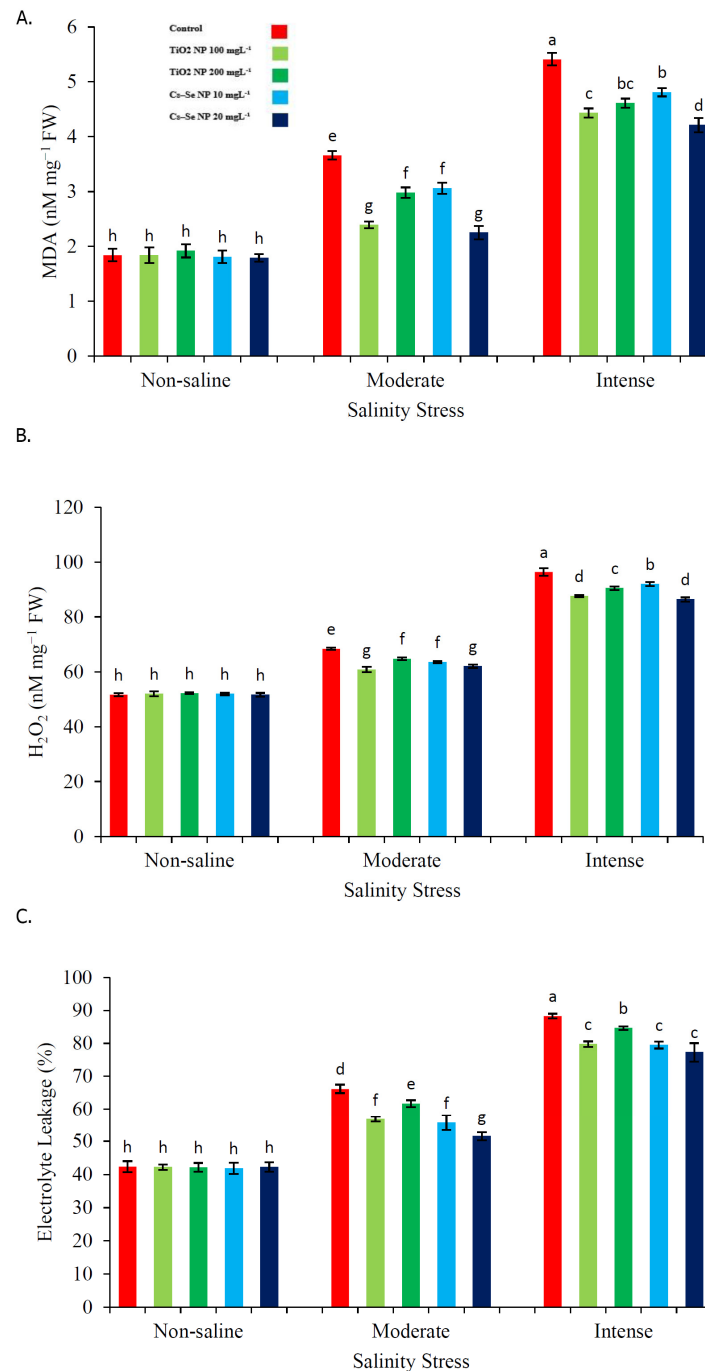 A.
Control
TiO2 NP 100 mgL⁻¹
TiO2 NP 200 mgL⁻¹
Cs–Se NP 10 mgL⁻¹
Cs–Se NP 20 mgL⁻¹
MDA (nM mg⁻¹ FW)
6
5
4
3
2
1
0
h h h h h
e g f f g
a c bc b d
Non-saline Moderate Intense
Salinity Stress
B.
H₂O₂ (nM mg⁻¹ FW)
120
100
80
60
40
20
0
h h h h h
e g f f g
a d c b d
Non-saline Moderate Intense
Salinity Stress
C.
Electrolyte Leakage (%)
100
90
80
70
60
50
40
30
20
10
0
h h h h h
d f e f g
a c b c c
Non-saline Moderate Intense
Salinity Stress